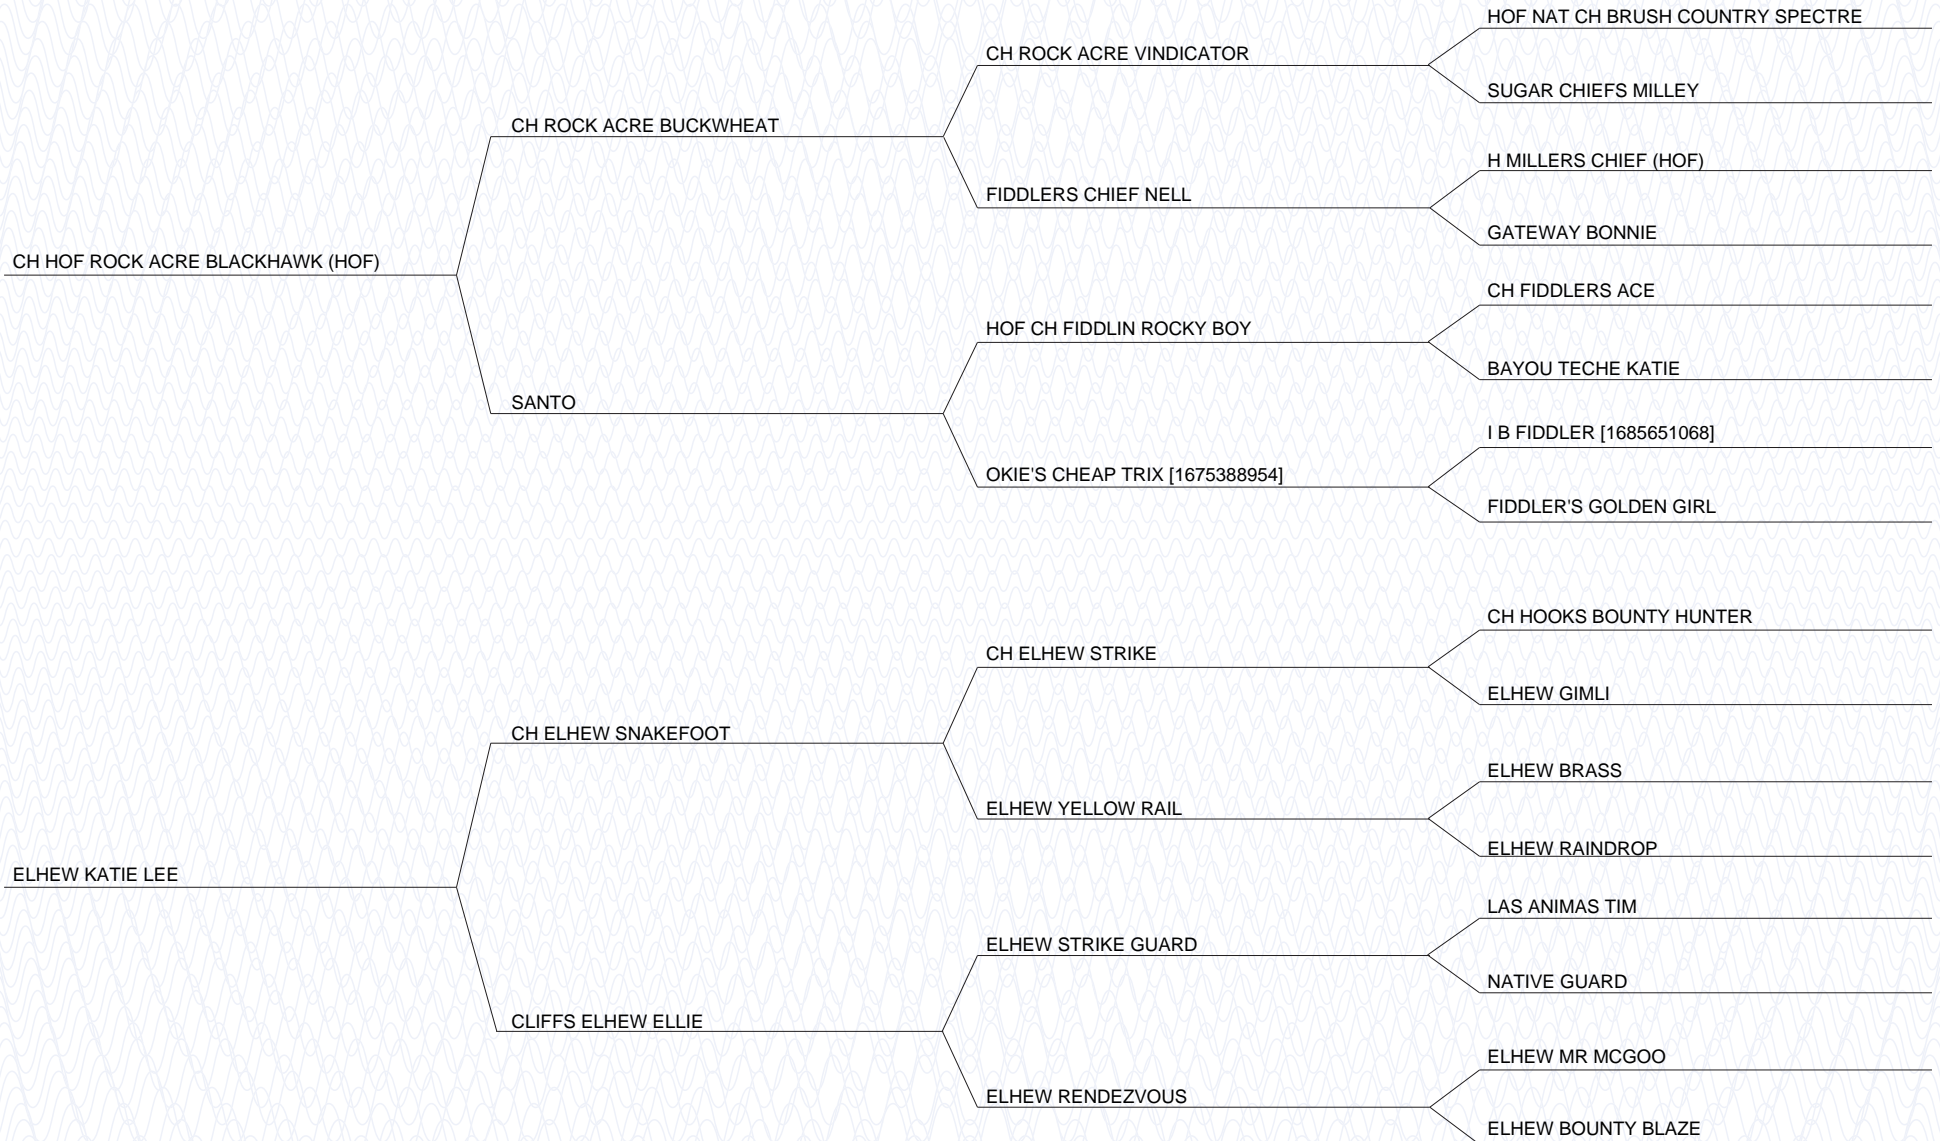 HOF NAT CH BRUSH COUNTRY SPECTRE
CH ROCK ACRE VINDICATOR
SUGAR CHIEFS MILLEY
CH ROCK ACRE BUCKWHEAT
H MILLERS CHIEF (HOF)
FIDDLERS CHIEF NELL
GATEWAY BONNIE
CH HOF ROCK ACRE BLACKHAWK (HOF)
CH FIDDLERS ACE
HOF CH FIDDLIN ROCKY BOY
BAYOU TECHE KATIE
SANTO
I B FIDDLER [1685651068]
OKIE'S CHEAP TRIX [1675388954]
FIDDLER'S GOLDEN GIRL
CH HOOKS BOUNTY HUNTER
CH ELHEW STRIKE
ELHEW GIMLI
CH ELHEW SNAKEFOOT
ELHEW BRASS
ELHEW YELLOW RAIL
ELHEW RAINDROP
ELHEW KATIE LEE
LAS ANIMAS TIM
ELHEW STRIKE GUARD
NATIVE GUARD
CLIFFS ELHEW ELLIE
ELHEW MR MCGOO
ELHEW RENDEZVOUS
ELHEW BOUNTY BLAZE